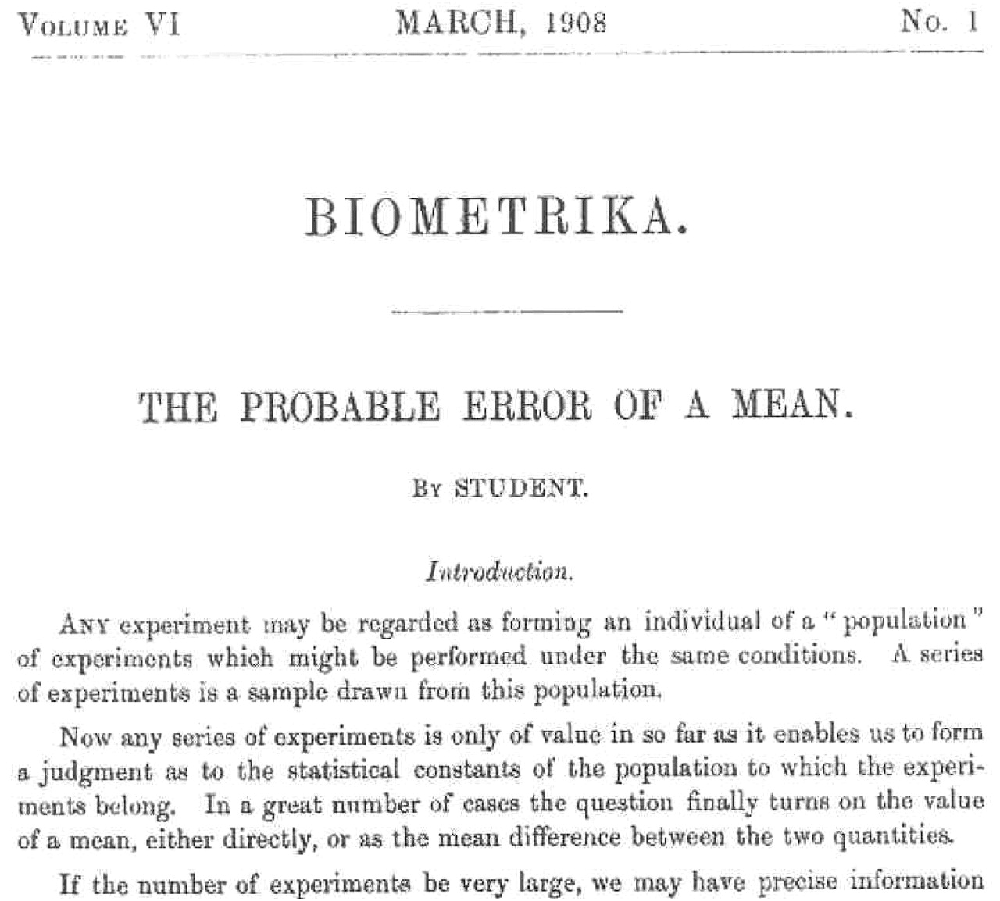 VOLUME VI MARCH, 1908 No. 1
BIOMETRIKA.
THE PROBABLE ERROR OF A MEAN.
BY STUDENT.
Introduction.
ANY experiment may be regarded as forming an individual of a “population”
of experiments which might be performed under the same conditions. A series
of experiments is a sample drawn from this population.
Now any series of experiments is only of value in so far as it enables us to form
a judgment as to the statistical constants of the population to which the experi-
ments belong. In a great number of cases the question finally turns on the value
of a mean, either directly, or as the mean difference between the two quantities.
If the number of experiments be very large, we may have precise information